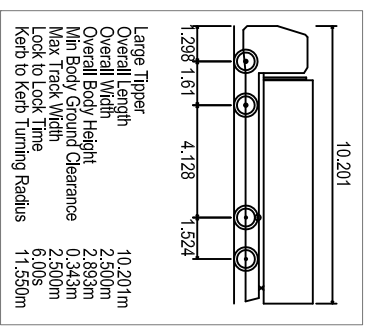 10.201
1.298 1.61 4.128 1.524
Large Tipper
Overall Length 10.201m
Overall Width 2.500m
Overall Body Height 2.893m
Min Body Ground Clearance 0.343m
Max Track Width 2.500m
Lock to Lock Time 6.00s
Kerb to Kerb Turning Radius 11.550m